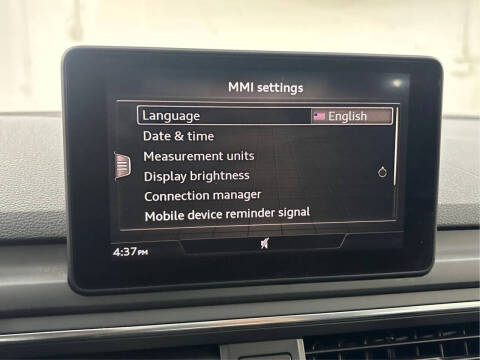 MMI settings
Language English
Date & time
Measurement units
Display brightness
Connection manager
Mobile device reminder signal
4:37PM